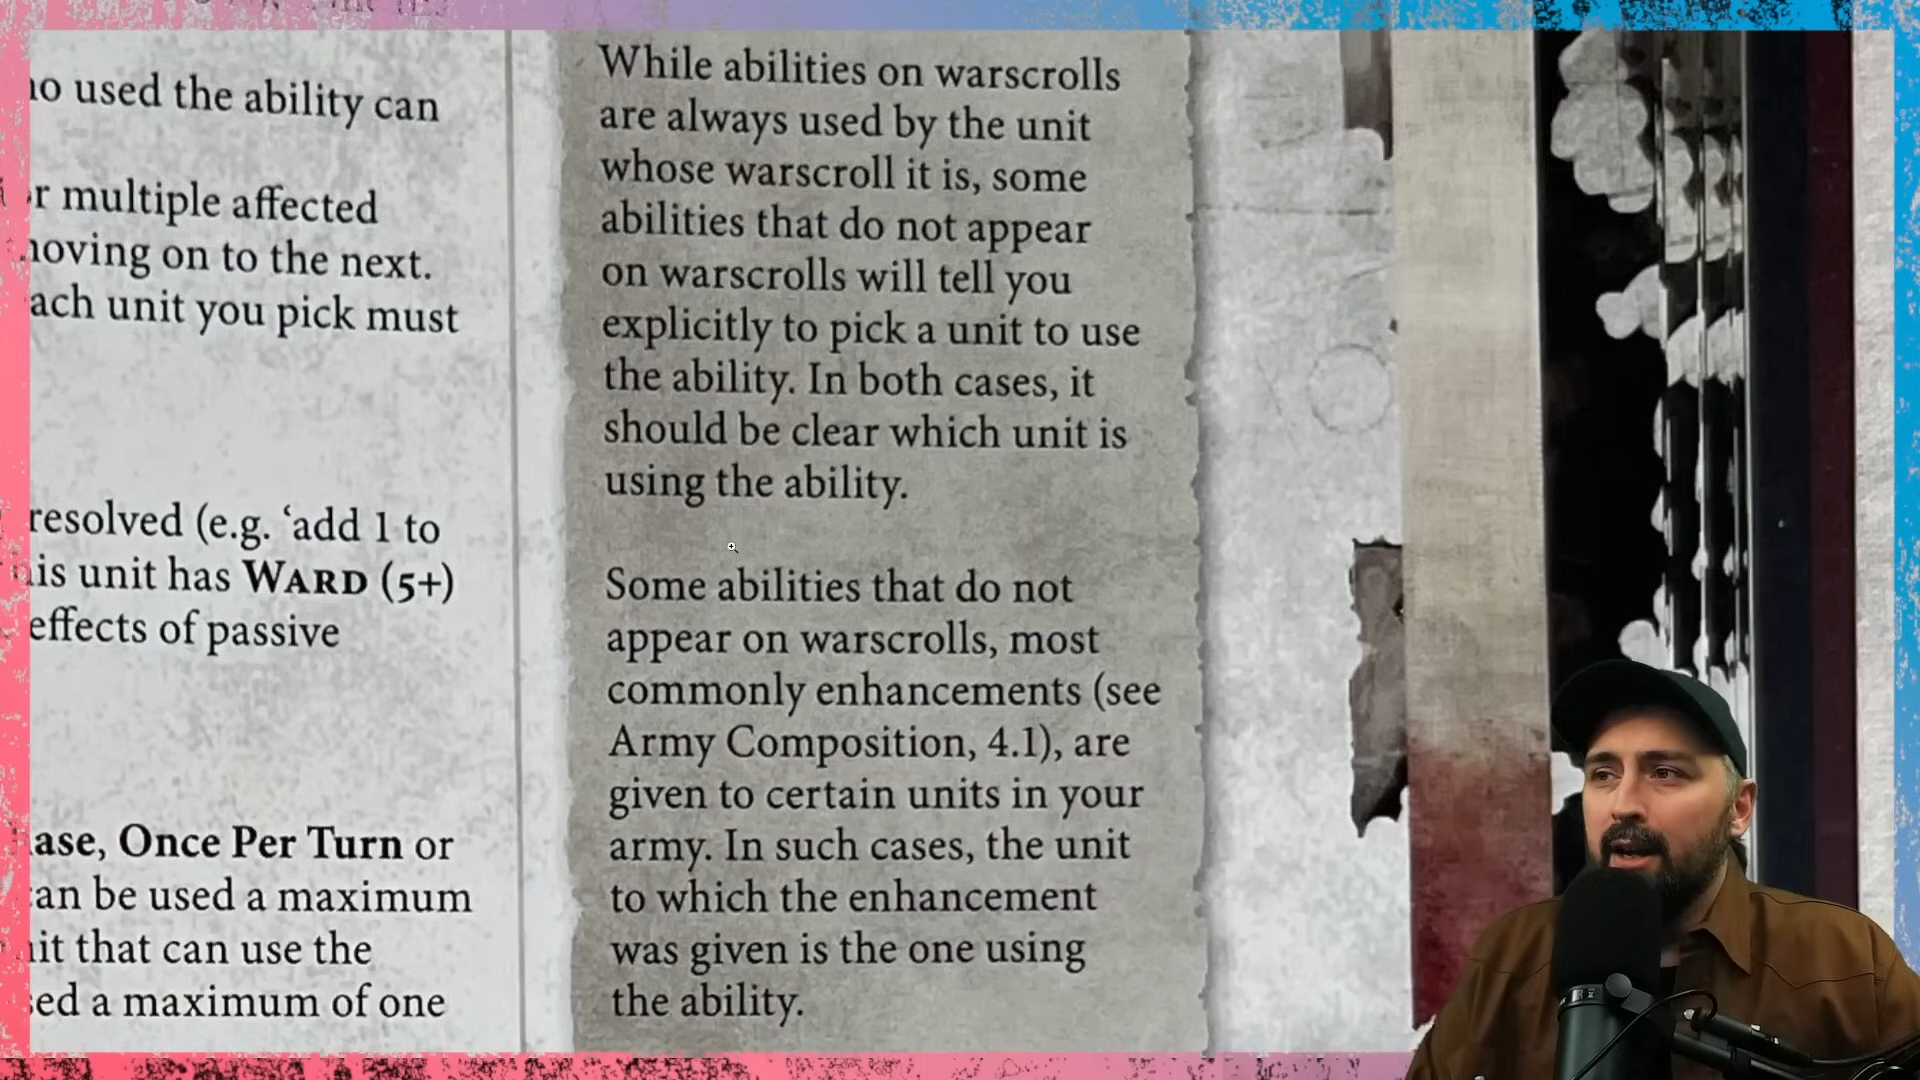 used the ability can
multiple affected
on to the next.
unit you pick must
resolved (e.g. ‘add 1 to
unit has WARD (5+)
effects of passive
Once Per Turn or
be used a maximum
that can use the
a maximum of one
While abilities on warscrolls
are always used by the unit
whose warscroll it is, some
abilities that do not appear
on warscrolls will tell you
explicitly to pick a unit to use
the ability. In both cases, it
should be clear which unit is
using the ability.
Some abilities that do not
appear on warscrolls, most
commonly enhancements (see
Army Composition, 4.1), are
given to certain units in your
army. In such cases, the unit
to which the enhancement
was given is the one using
the ability.